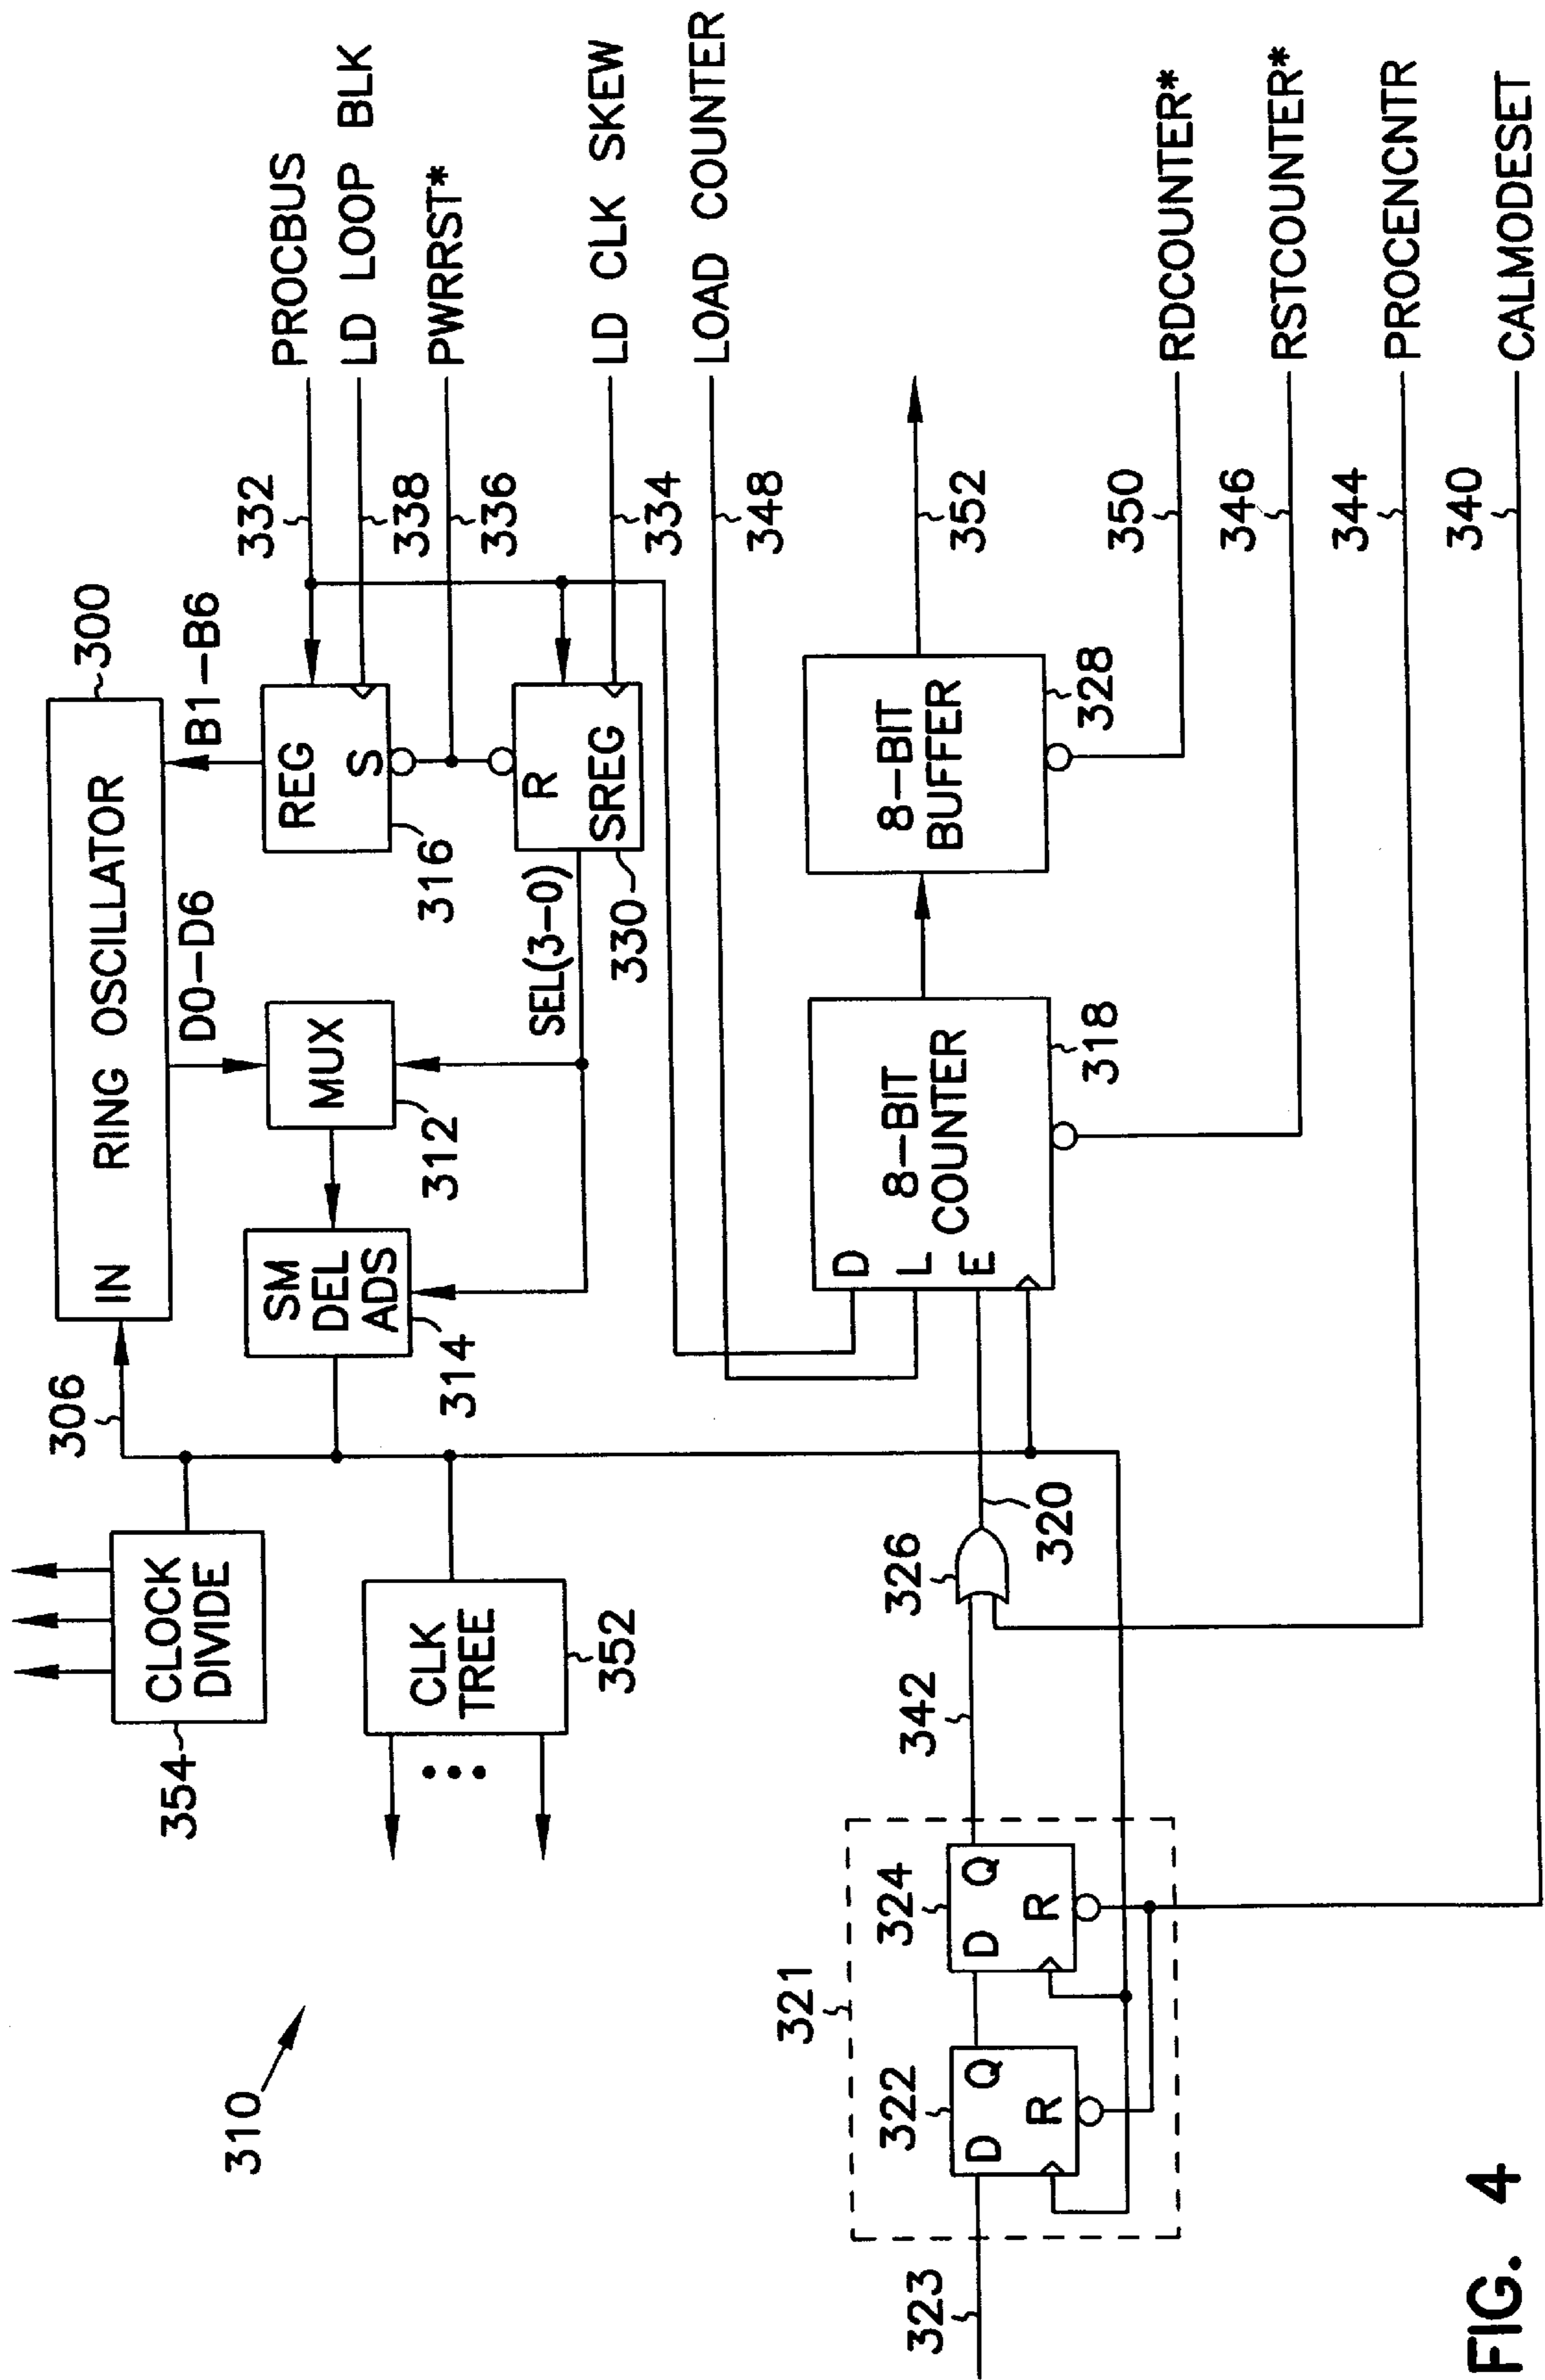 310
354
CLOCK
DIVIDE
306
IN RING OSCILLATOR
300
D0-D6
B1-B6
SM
DEL
ADS
314
MUX
312
REG
S
316
332
PROCBUS
338
LD LOOP BLK
336
PWRRST*
R
SREG
330
SEL(3-0)
334
LD CLK SKEW
348
LOAD COUNTER
CLK
TREE
352
321
322
D Q
R
324
D Q
R
323
342
326
320
D
L
E
8-BIT
COUNTER
318
8-BIT
BUFFER
328
352
350
RDCOUNTER*
346
RSTCOUNTER*
344
PROCENCNTR
340
CALMODESET
FIG. 4